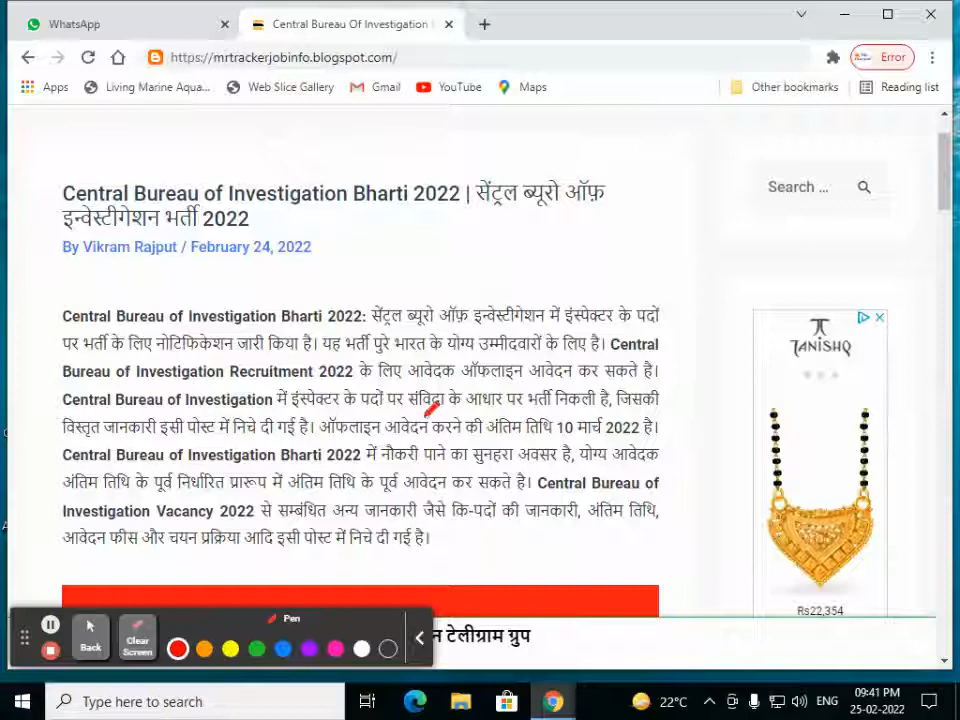 WhatsApp
Central Bureau Of Investigation
https://mrtrackerjobinfo.blogspot.com/
Error
Apps
Living Marine Aqua...
Web Slice Gallery
Gmail
YouTube
Maps
Other bookmarks
Reading list
Central Bureau of Investigation Bharti 2022 | सेंट्रल ब्यूरो ऑफ़
इन्वेस्टीगेशन भर्ती 2022
By Vikram Rajput / February 24, 2022
Search ...
Central Bureau of Investigation Bharti 2022: सेंट्रल ब्यूरो ऑफ़ इन्वेस्टीगेशन में इंस्पेक्टर के पदों
पर भर्ती के लिए नोटिफिकेशन जारी किया है। यह भर्ती पुरे भारत के योग्य उम्मीदवारों के लिए है। Central
Bureau of Investigation Recruitment 2022 के लिए आवेदक ऑफलाइन आवेदन कर सकते है।
Central Bureau of Investigation में इंस्पेक्टर के पदों पर संविदा के आधार पर भर्ती निकली है, जिसकी
विस्तृत जानकारी इसी पोस्ट में निचे दी गई है। ऑफलाइन आवेदन करने की अंतिम तिथि 10 मार्च 2022 है।
Central Bureau of Investigation Bharti 2022 में नौकरी पाने का सुनहरा अवसर है, योग्य आवेदक
अंतिम तिथि के पूर्व निर्धारित प्रारूप में अंतिम तिथि के पूर्व आवेदन कर सकते है। Central Bureau of
Investigation Vacancy 2022 से सम्बंधित अन्य जानकारी जैसे कि-पदों की जानकारी, अंतिम तिथि,
आवेदन फीस और चयन प्रक्रिया आदि इसी पोस्ट में निचे दी गई है।
TANISHQ
Rs22,354
टेलीग्राम ग्रुप
Pen
Back
Clear
Screen
Type here to search
22°C
ENG
09:41 PM
25-02-2022